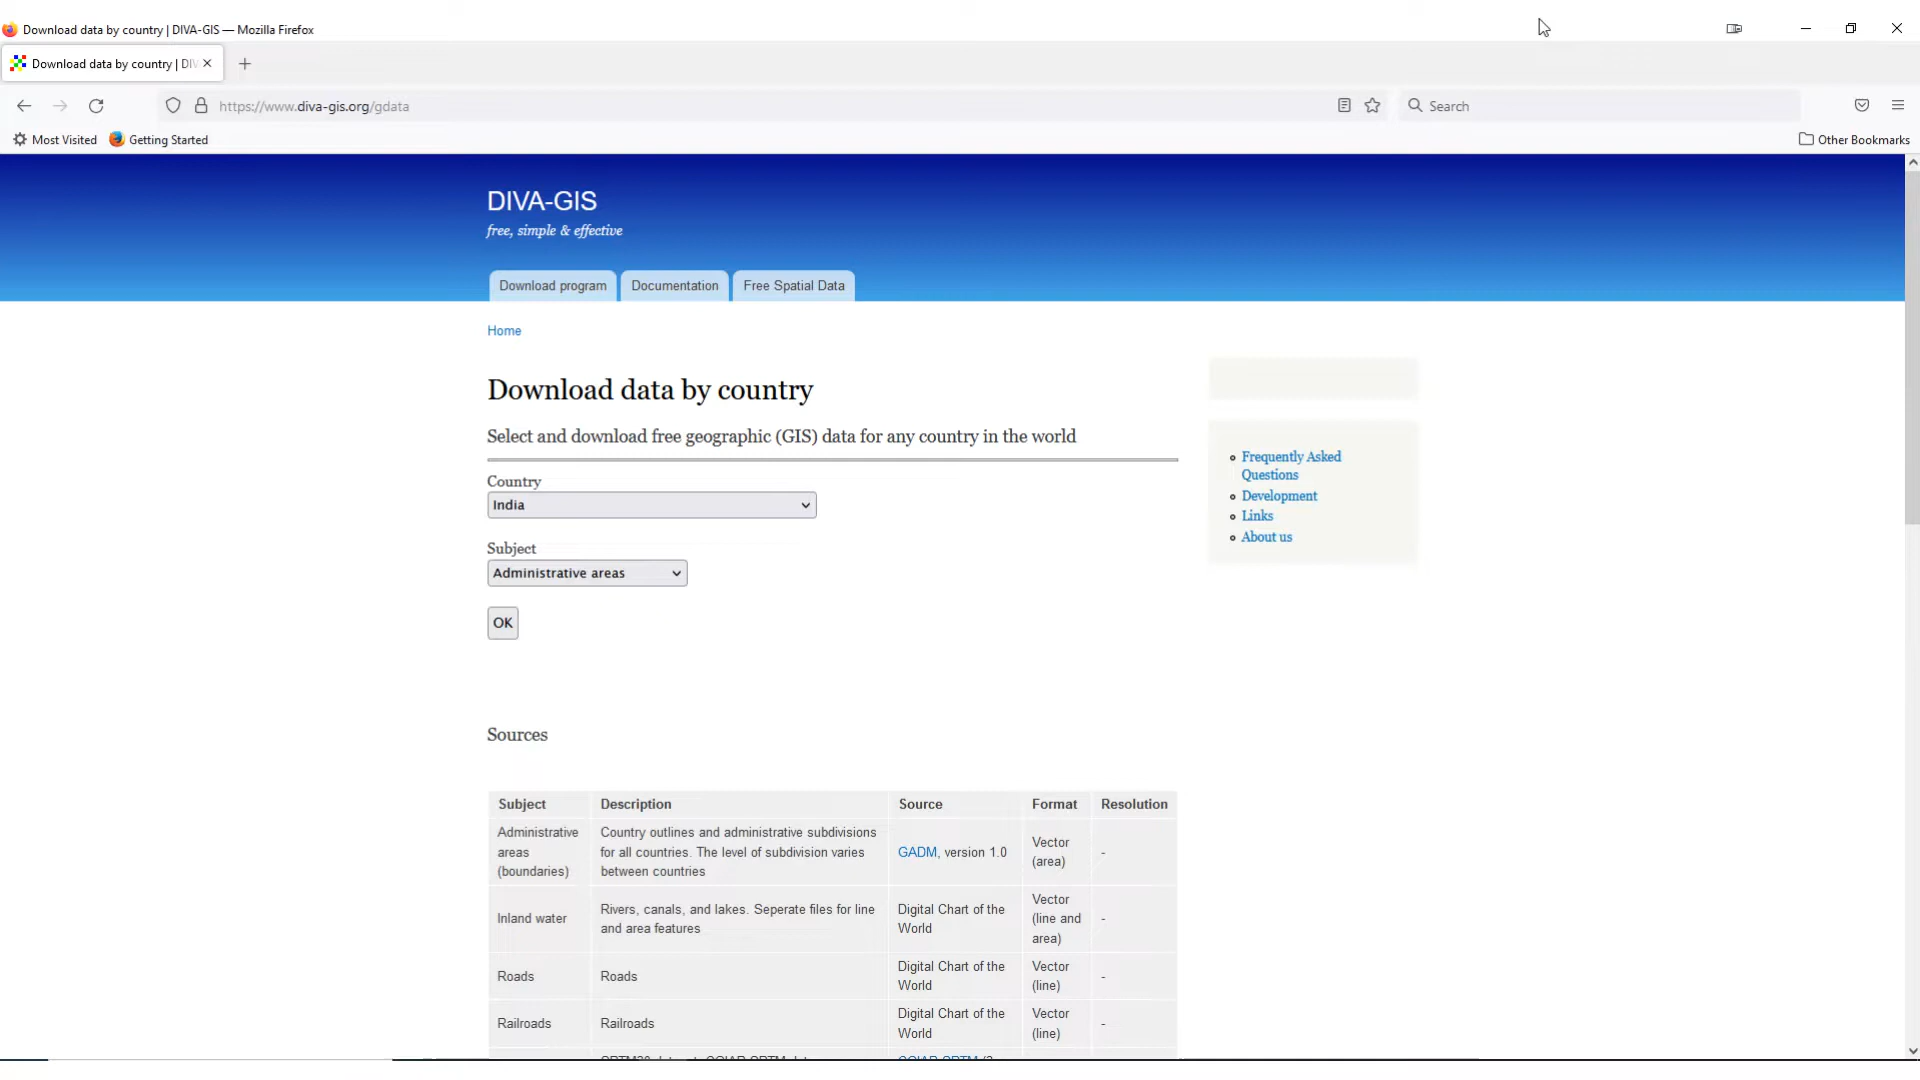 Download data by country | DIVA-GIS — Mozilla Firefox
Download data by country | DIV
https://www.diva-gis.org/gdata
Search
Most Visited
Getting Started
Other Bookmarks
DIVA-GIS
free, simple & effective
Download program
Documentation
Free Spatial Data
Home
Download data by country
Select and download free geographic (GIS) data for any country in the world
Country
India
Subject
Administrative areas
OK
Frequently Asked
Questions
Development
Links
About us
Sources
Subject Description Source Format Resolution
Administrative
areas
(boundaries)
Country outlines and administrative subdivisions
for all countries. The level of subdivision varies
between countries
GADM, version 1.0
Vector
(area)
-
Inland water
Rivers, canals, and lakes. Seperate files for line
and area features
Digital Chart of the
World
Vector
(line and
area)
-
Roads
Roads
Digital Chart of the
World
Vector
(line)
-
Railroads
Railroads
Digital Chart of the
World
Vector
(line)
-